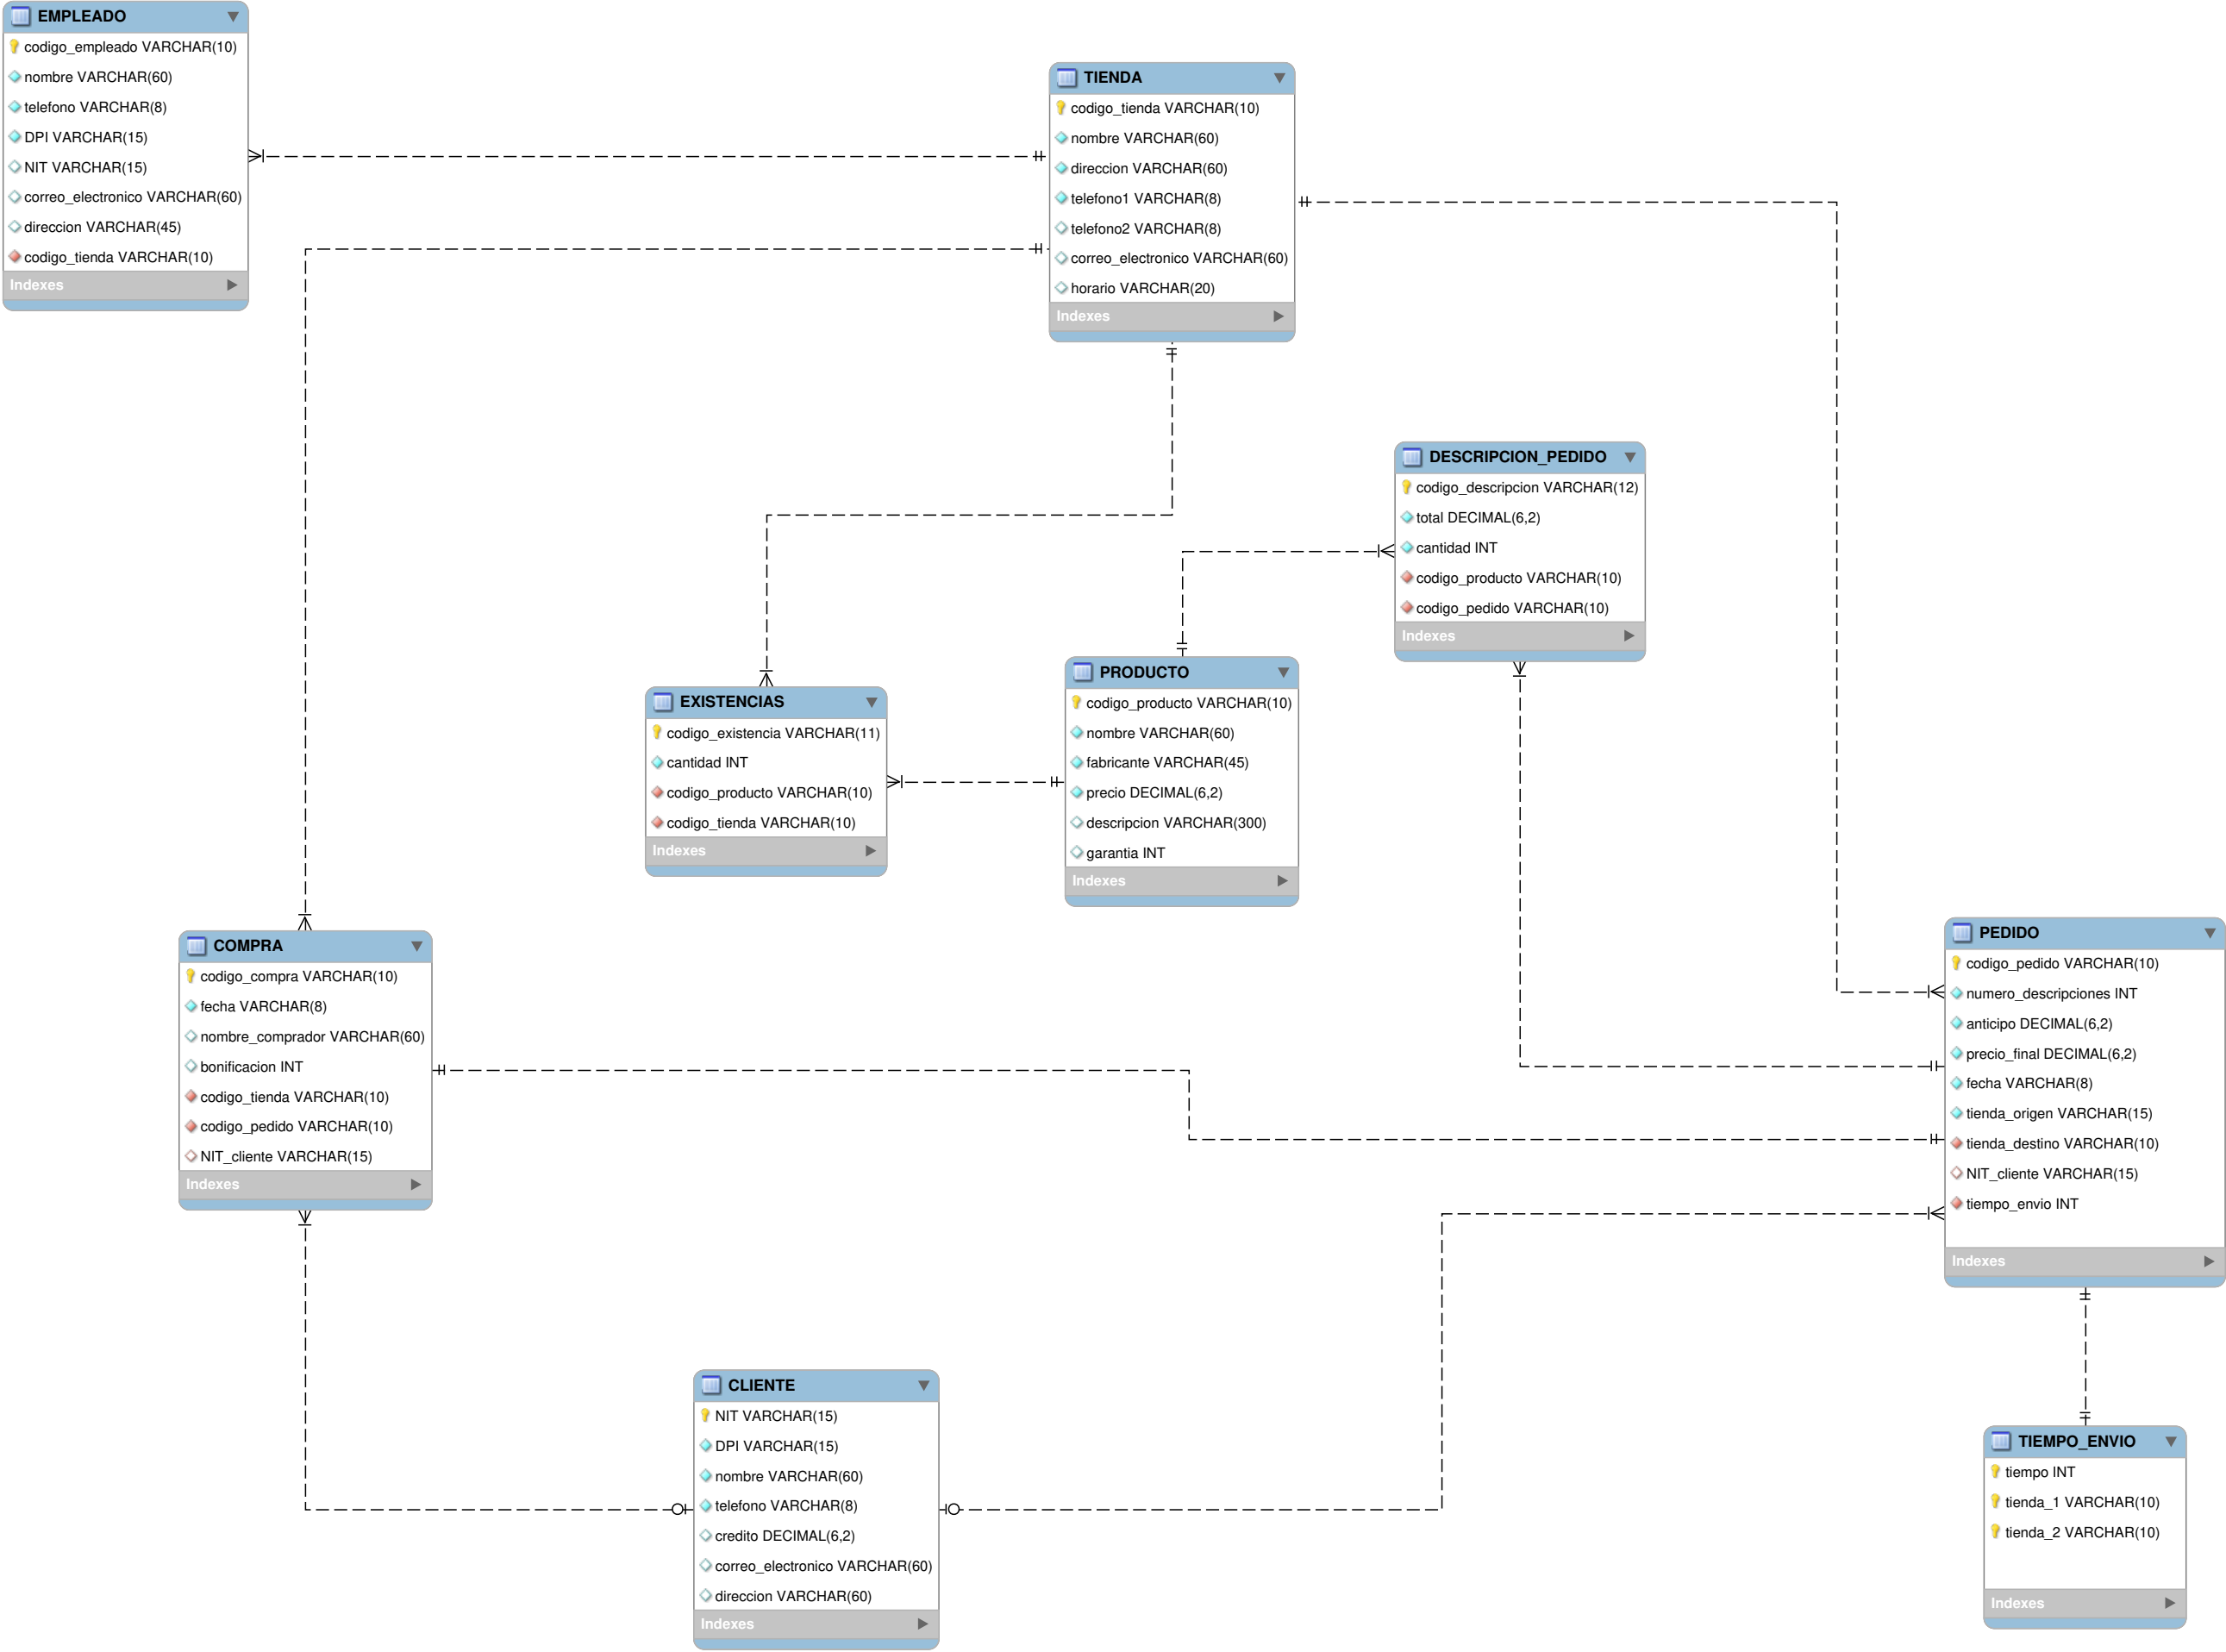 EMPLEADO
codigo_empleado VARCHAR(10)
nombre VARCHAR(60)
telefono VARCHAR(8)
DPI VARCHAR(15)
NIT VARCHAR(15)
correo_electronico VARCHAR(60)
direccion VARCHAR(45)
codigo_tienda VARCHAR(10)
Indexes
TIENDA
codigo_tienda VARCHAR(10)
nombre VARCHAR(60)
direccion VARCHAR(60)
telefono1 VARCHAR(8)
telefono2 VARCHAR(8)
correo_electronico VARCHAR(60)
horario VARCHAR(20)
Indexes
DESCRIPCION_PEDIDO
codigo_descripcion VARCHAR(12)
total DECIMAL(6,2)
cantidad INT
codigo_producto VARCHAR(10)
codigo_pedido VARCHAR(10)
Indexes
EXISTENCIAS
codigo_existencia VARCHAR(11)
cantidad INT
codigo_producto VARCHAR(10)
codigo_tienda VARCHAR(10)
Indexes
PRODUCTO
codigo_producto VARCHAR(10)
nombre VARCHAR(60)
fabricante VARCHAR(45)
precio DECIMAL(6,2)
descripcion VARCHAR(300)
garantia INT
Indexes
COMPRA
codigo_compra VARCHAR(10)
fecha VARCHAR(8)
nombre_comprador VARCHAR(60)
bonificacion INT
codigo_tienda VARCHAR(10)
codigo_pedido VARCHAR(10)
NIT_cliente VARCHAR(15)
Indexes
PEDIDO
codigo_pedido VARCHAR(10)
numero_descripciones INT
anticipo DECIMAL(6,2)
precio_final DECIMAL(6,2)
fecha VARCHAR(8)
tienda_origen VARCHAR(15)
tienda_destino VARCHAR(10)
NIT_cliente VARCHAR(15)
tiempo_envio INT
Indexes
CLIENTE
NIT VARCHAR(15)
DPI VARCHAR(15)
nombre VARCHAR(60)
telefono VARCHAR(8)
credito DECIMAL(6,2)
correo_electronico VARCHAR(60)
direccion VARCHAR(60)
Indexes
TIEMPO_ENVIO
tiempo INT
tienda_1 VARCHAR(10)
tienda_2 VARCHAR(10)
Indexes